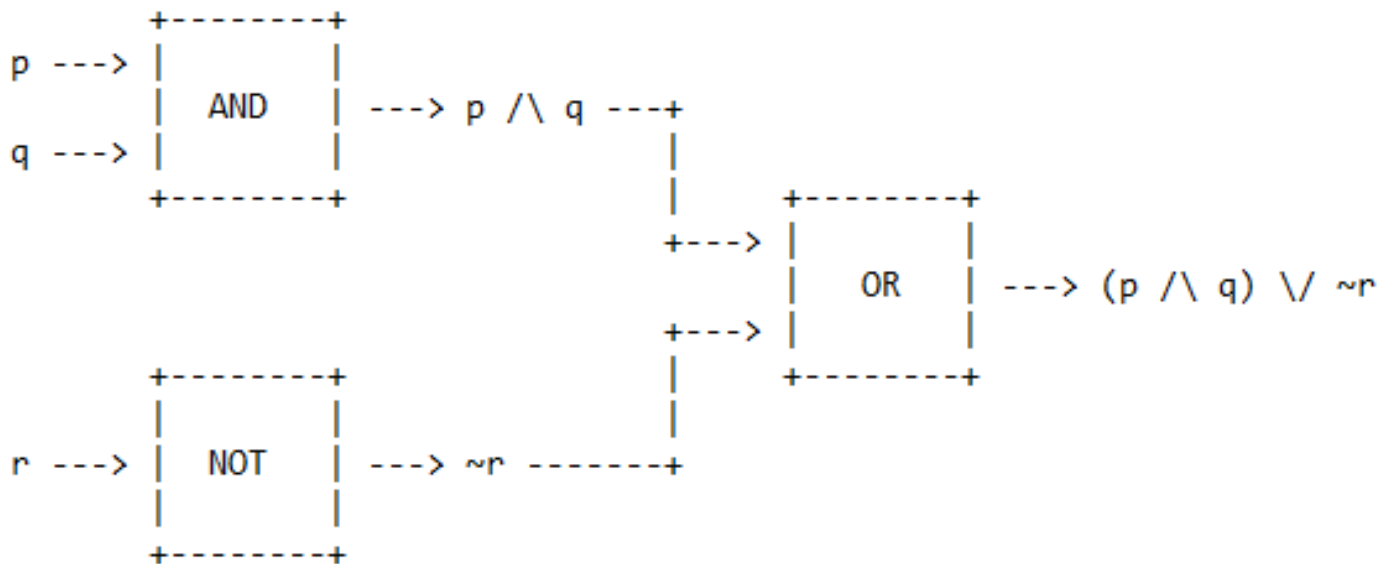 +--------+
p ---> |        |
         |  AND   | ---> p /\ q ---+
q ---> |        |                |
         +--------+                |     +--------+
                                   +---> |        |
                                         |   OR   | ---> (p /\ q) \/ ~r
                                   +---> |        |
         +--------+                |     +--------+
         |        |                |
r ---> |  NOT   | ---> ~r -------+
         |        |
         +--------+